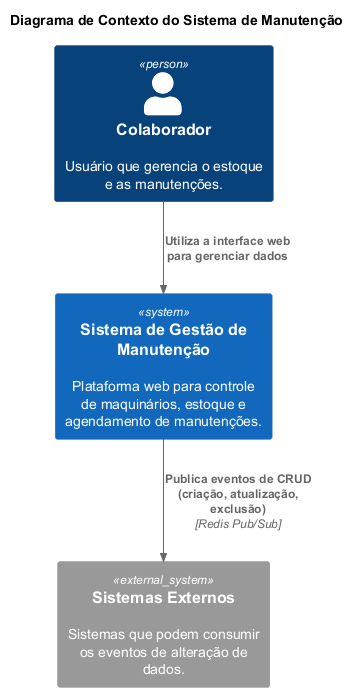 Diagrama de Contexto do Sistema de Manutenção
«person»
Colaborador
Usuário que gerencia o estoque
e as manutenções.
Utiliza a interface web
para gerenciar dados
«system»
Sistema de Gestão de
Manutenção
Plataforma web para controle
de maquinários, estoque e
agendamento de manutenções.
Publica eventos de CRUD
(criação, atualização,
exclusão)
[Redis Pub/Sub]
«external_system»
Sistemas Externos
Sistemas que podem consumir
os eventos de alteração de
dados.